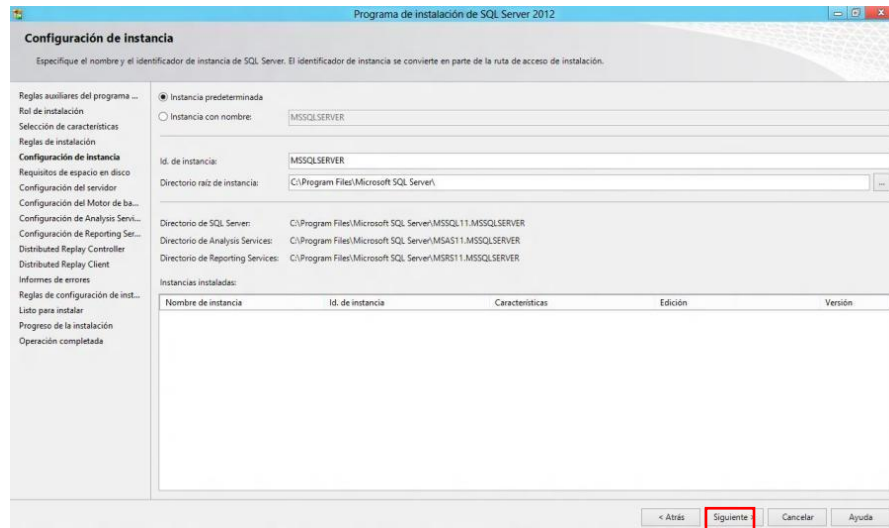 Programa de instalación de SQL Server 2012
Configuración de instancia
Especifique el nombre y el identificador de instancia de SQL Server. El identificador de instancia se convierte en parte de la ruta de acceso de instalación.
Reglas auxiliares del programa ...
Rol de instalación
Selección de características
Reglas de instalación
Configuración de instancia
Requisitos de espacio en disco
Configuración del servidor
Configuración del Motor de ba...
Configuración de Analysis Servi...
Configuración de Reporting Ser...
Distributed Replay Controller
Distributed Replay Client
Informes de errores
Reglas de configuración de inst...
Listo para instalar
Progreso de la instalación
Operación completada
Instancia predeterminada
Instancia con nombre: MSSQLSERVER
Id. de instancia: MSSQLSERVER
Directorio raíz de instancia: C:\Program Files\Microsoft SQL Server\ ...
Directorio de SQL Server: C:\Program Files\Microsoft SQL Server\MSSQL11.MSSQLSERVER
Directorio de Analysis Services: C:\Program Files\Microsoft SQL Server\MSAS11.MSSQLSERVER
Directorio de Reporting Services: C:\Program Files\Microsoft SQL Server\MSRS11.MSSQLSERVER
Instancias instaladas:
Nombre de instancia Id. de instancia Características Edición Versión
< Atrás Siguiente > Cancelar Ayuda